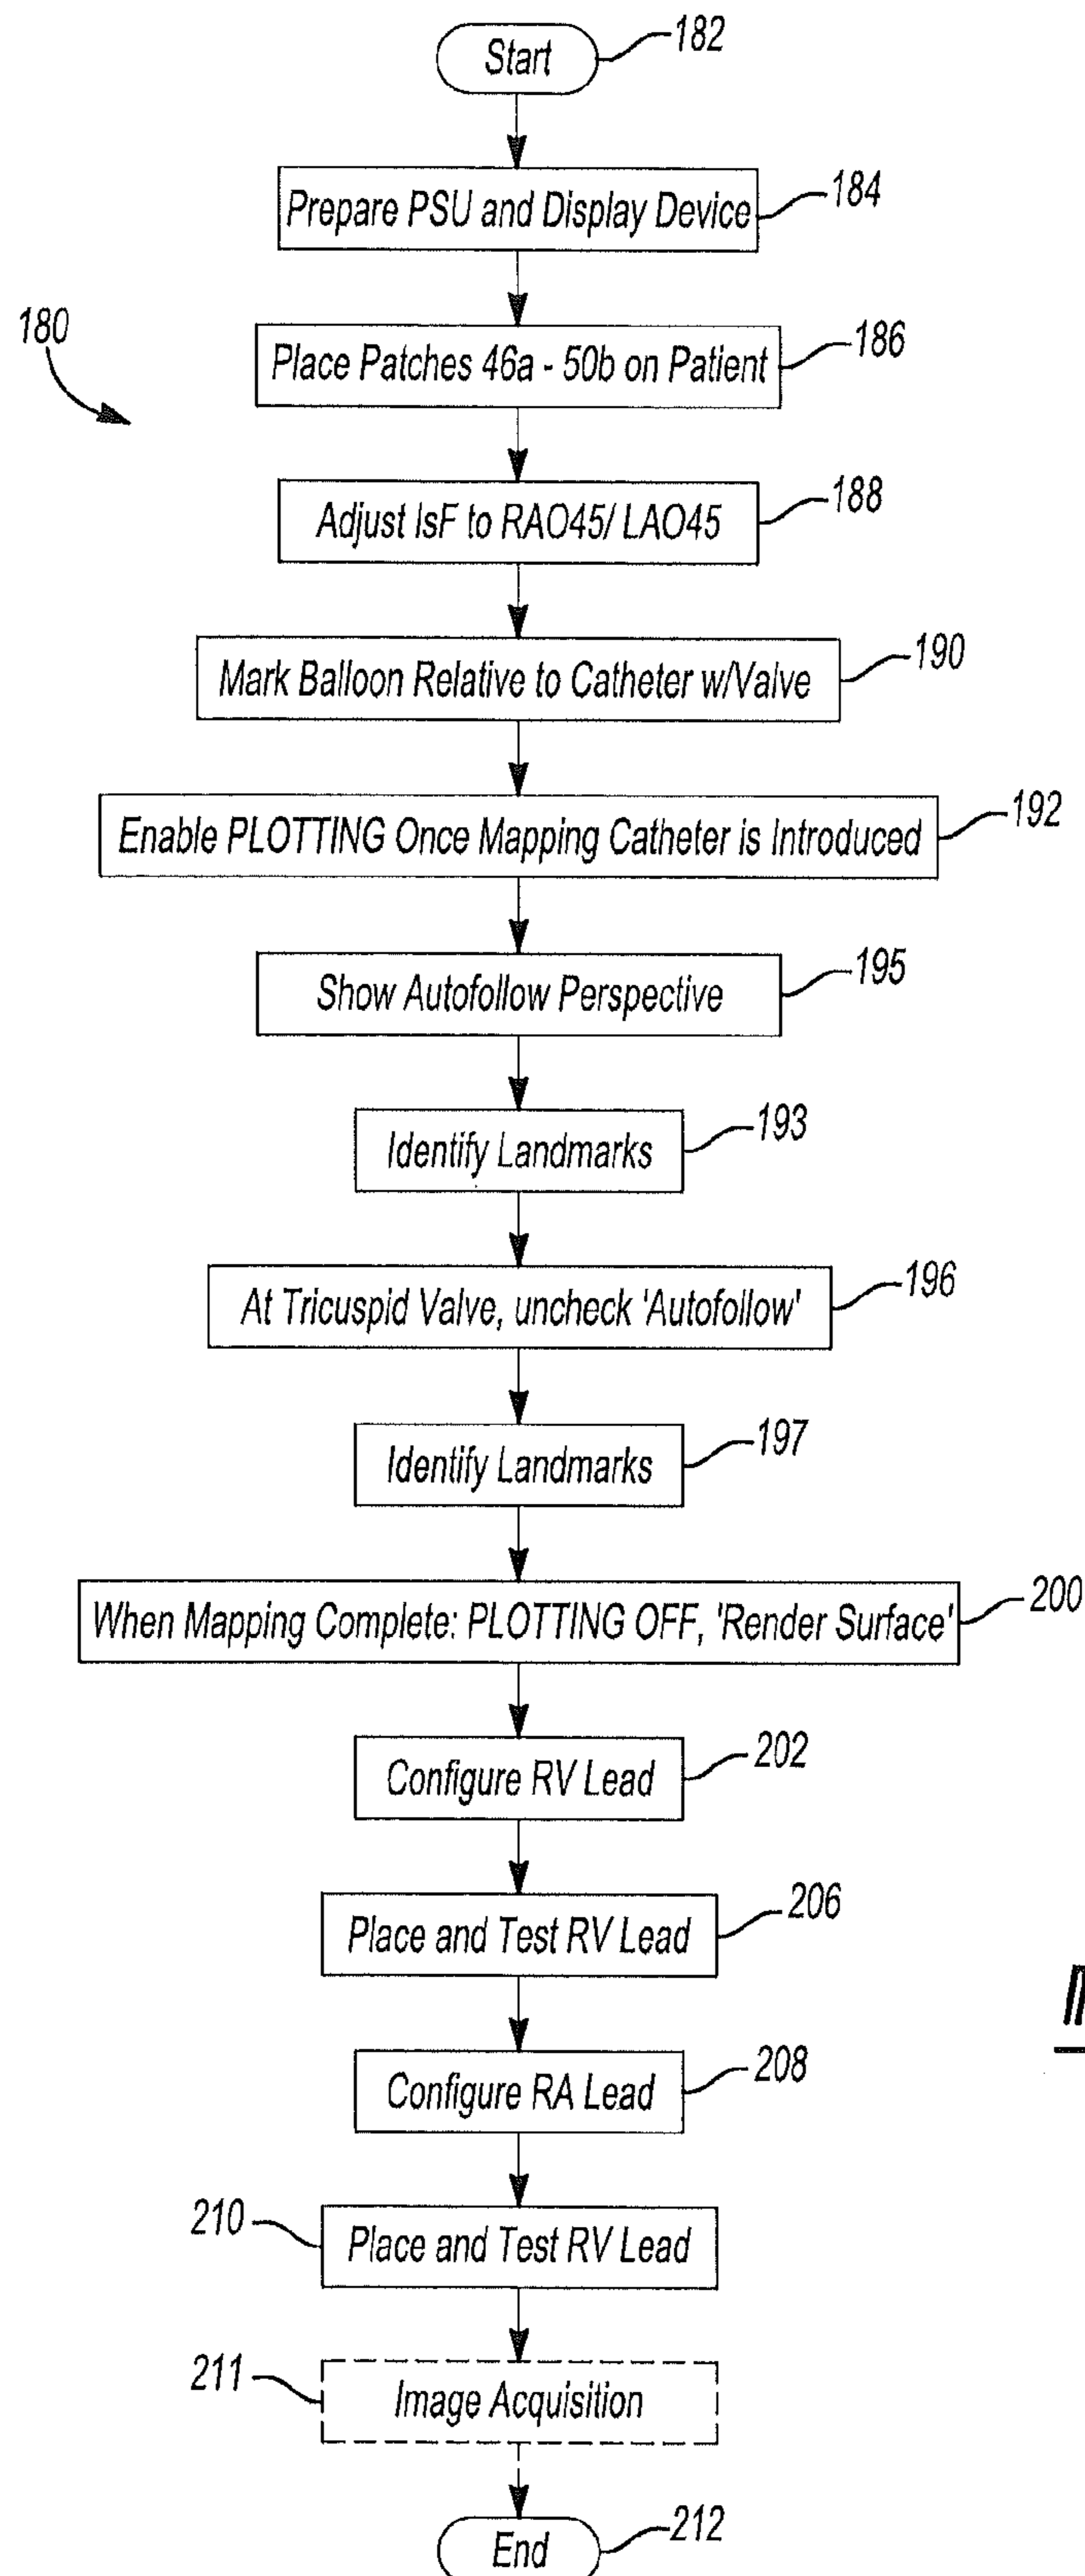 Start
182
Prepare PSU and Display Device
184
180
Place Patches 46a - 50b on Patient
186
Adjust IsF to RAO45/ LAO45
188
Mark Balloon Relative to Catheter w/Valve
190
Enable PLOTTING Once Mapping Catheter is Introduced
192
Show Autofollow Perspective
195
Identify Landmarks
193
At Tricuspid Valve, uncheck 'Autofollow'
196
Identify Landmarks
197
When Mapping Complete: PLOTTING OFF, 'Render Surface'
200
Configure RV Lead
202
Place and Test RV Lead
206
Configure RA Lead
208
210
Place and Test RV Lead
211
Image Acquisition
End
212